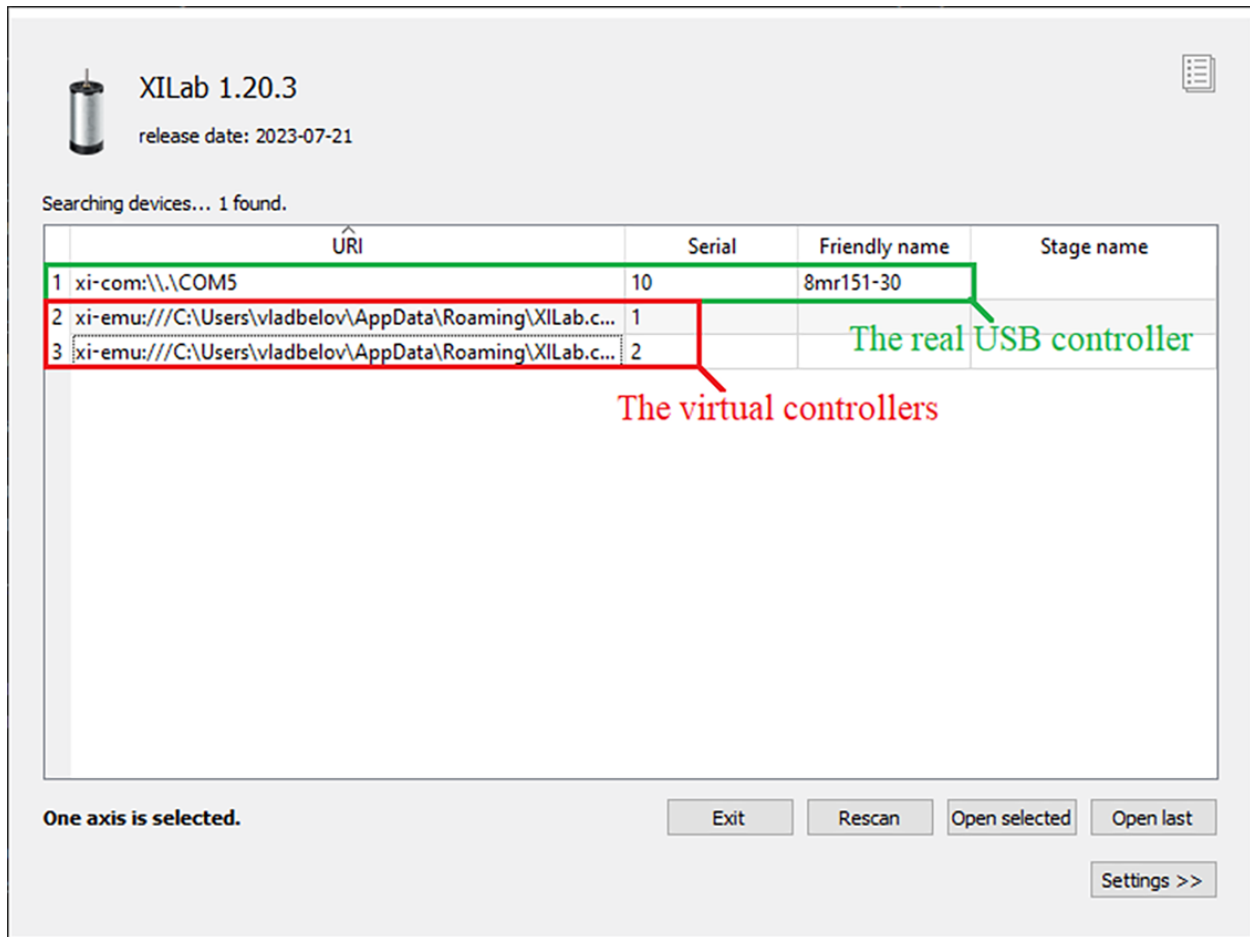 XILab 1.20.3
release date: 2023-07-21
Searching devices... 1 found.
URI Serial Friendly name Stage name
1 xi-com:\\.\COM5 10 8mr151-30
2 xi-emu:///C:\Users\vladbelov\AppData\Roaming\XILab.c... 1
3 xi-emu:///C:\Users\vladbelov\AppData\Roaming\XILab.c... 2
The real USB controller
The virtual controllers
One axis is selected.
Exit Rescan Open selected Open last
Settings >>